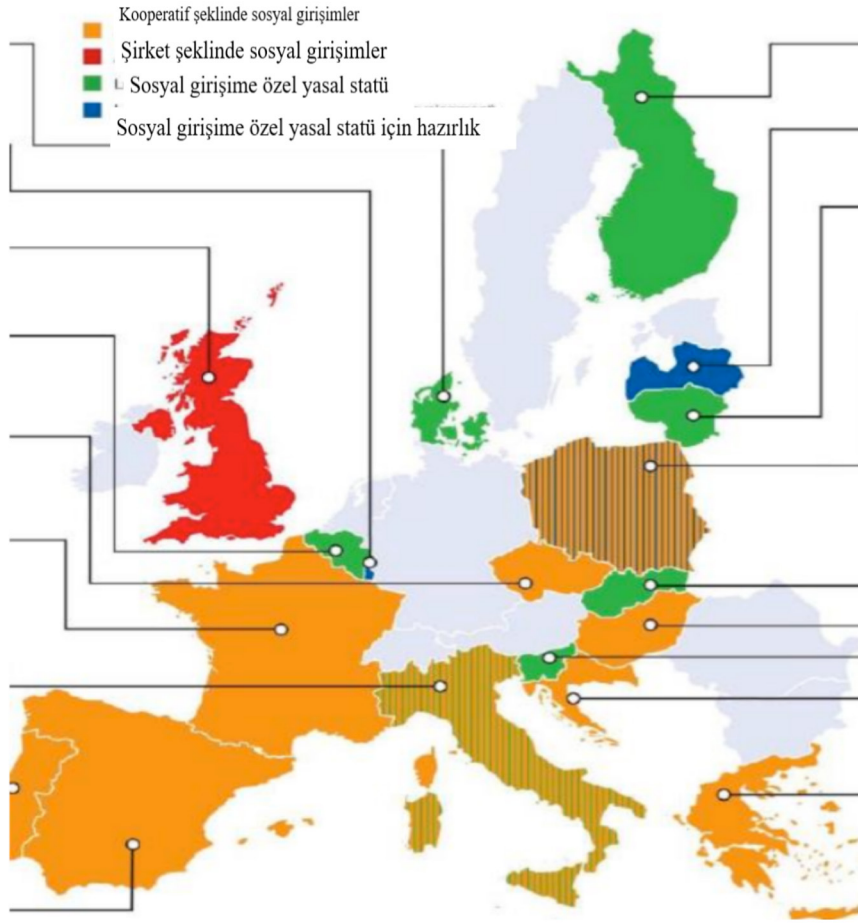 Kooperatif şeklinde sosyal girişimler
Şirket şeklinde sosyal girişimler
Sosyal girişime özel yasal statü
Sosyal girişime özel yasal statü için hazırlık